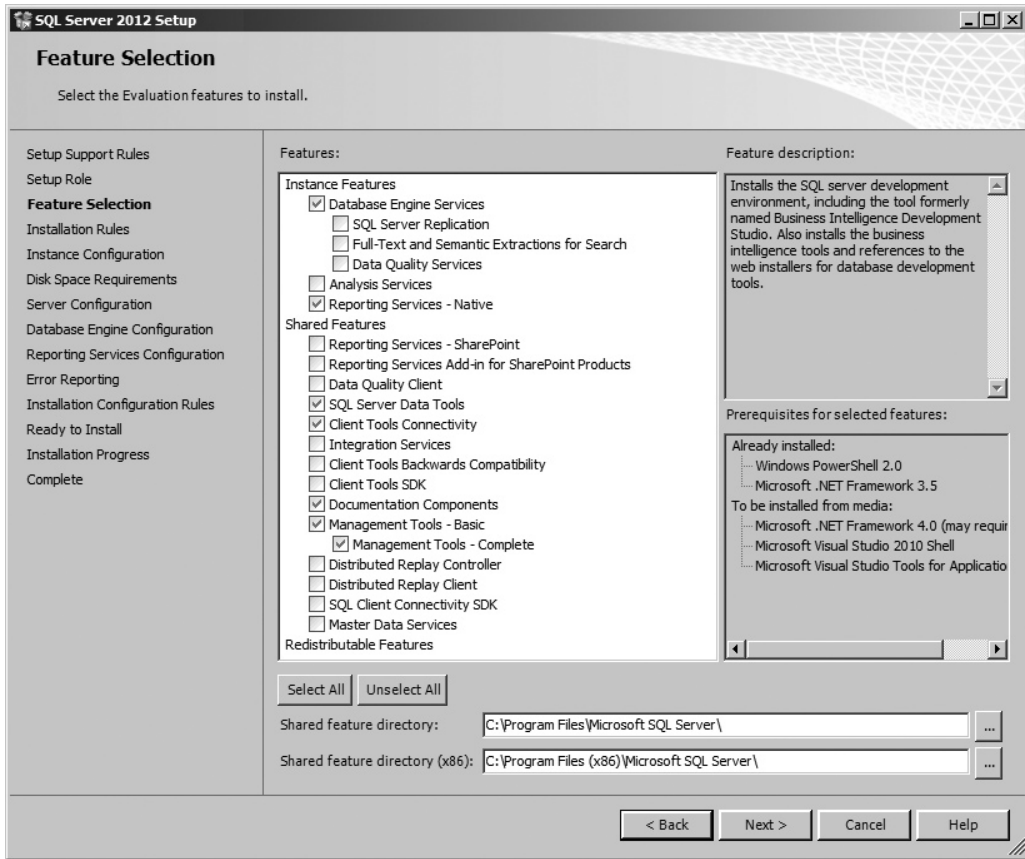 SQL Server 2012 Setup
Feature Selection
Select the Evaluation features to install.
Setup Support Rules
Setup Role
Feature Selection
Installation Rules
Instance Configuration
Disk Space Requirements
Server Configuration
Database Engine Configuration
Reporting Services Configuration
Error Reporting
Installation Configuration Rules
Ready to Install
Installation Progress
Complete
Features:
Instance Features
Database Engine Services
SQL Server Replication
Full-Text and Semantic Extractions for Search
Data Quality Services
Analysis Services
Reporting Services - Native
Shared Features
Reporting Services - SharePoint
Reporting Services Add-in for SharePoint Products
Data Quality Client
SQL Server Data Tools
Client Tools Connectivity
Integration Services
Client Tools Backwards Compatibility
Client Tools SDK
Documentation Components
Management Tools - Basic
Management Tools - Complete
Distributed Replay Controller
Distributed Replay Client
SQL Client Connectivity SDK
Master Data Services
Redistributable Features
Feature description:
Installs the SQL server development
environment, including the tool formerly
named Business Intelligence Development
Studio. Also installs the business
intelligence tools and references to the
web installers for database development
tools.
Prerequisites for selected features:
Already installed:
Windows PowerShell 2.0
Microsoft .NET Framework 3.5
To be installed from media:
Microsoft .NET Framework 4.0 (may requir
Microsoft Visual Studio 2010 Shell
Microsoft Visual Studio Tools for Applicatio
Select All
Unselect All
Shared feature directory:
C:\Program Files\Microsoft SQL Server\
...
Shared feature directory (x86):
C:\Program Files (x86)\Microsoft SQL Server\
...
< Back
Next >
Cancel
Help